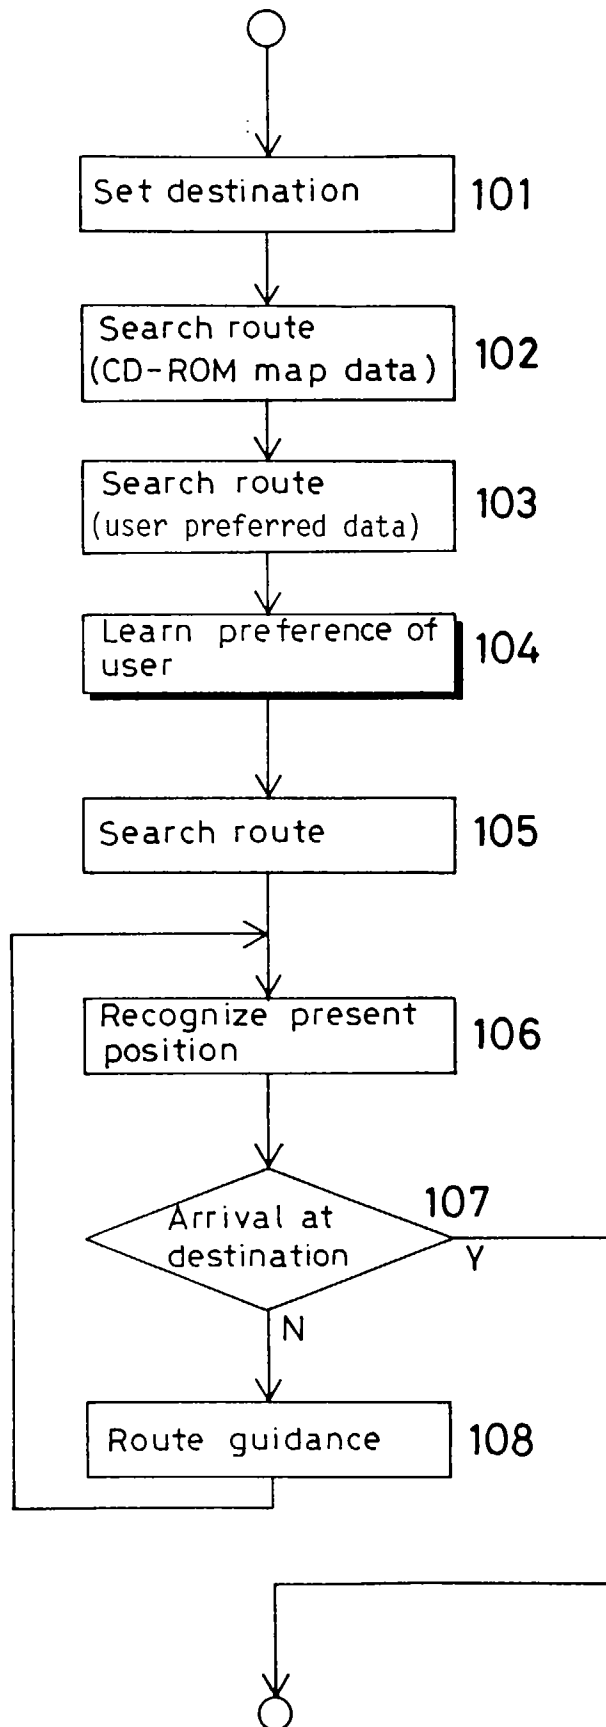 Set destination
101
Search route
(CD-ROM map data)
102
Search route
(user preferred data)
103
Learn preference of
user
104
Search route
105
Recognize present
position
106
107
Arrival at
destination
Y
N
Route guidance
108